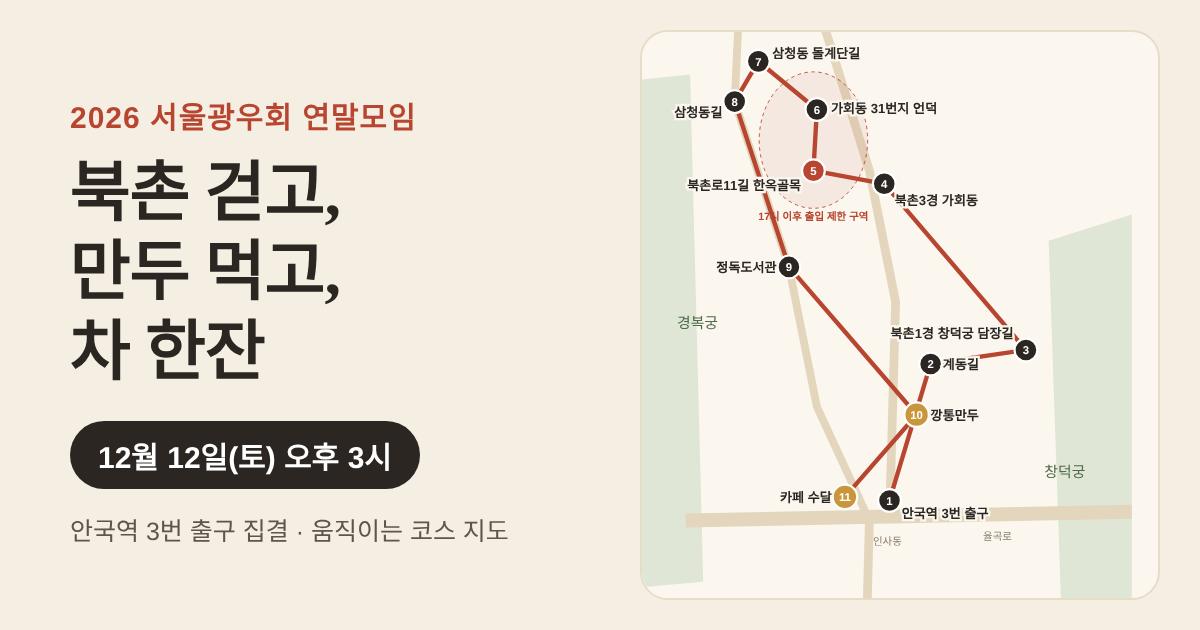 2026 서울광우회 연말모임
북촌 걷고,
만두 먹고,
차 한잔
12월 12일(토) 오후 3시
안국역 3번 출구 집결 · 움직이는 코스 지도
7 삼청동 돌계단길
8 삼청동길
6 가회동 31번지 언덕
5 북촌로11길 한옥골목
4 북촌3경 가회동
17시 이후 출입 제한 구역
9 정독도서관
경복궁
북촌1경 창덕궁 담장길
3
2 계동길
10 깡통만두
창덕궁
카페 수달 11
1 안국역 3번 출구
인사동
율곡로